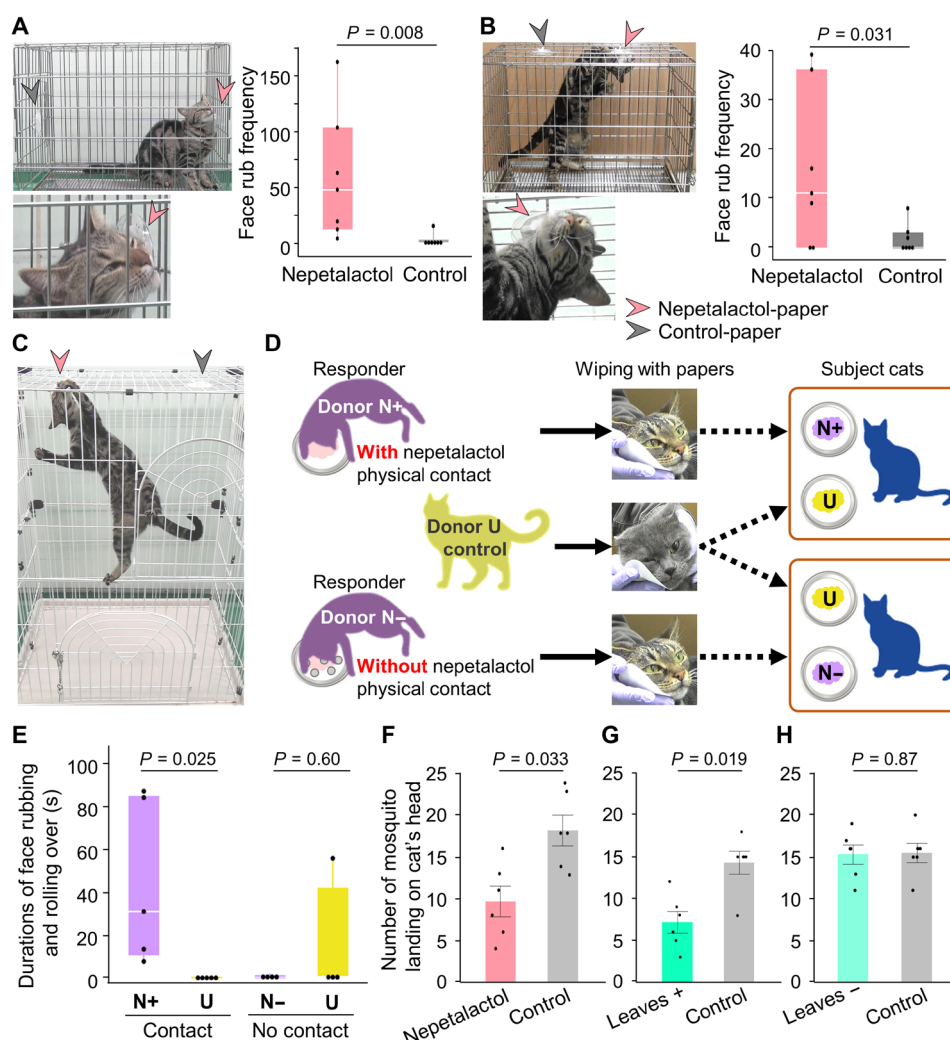 A
P = 0.008
Face rub frequency
150
100
50
0
Nepetalactol
Control
B
P = 0.031
Face rub frequency
40
30
20
10
0
Nepetalactol
Control
Nepetalactol-paper
Control-paper
C
D
Responder
Donor N+
With nepetalactol
physical contact
Donor U
control
Responder
Donor N−
Without nepetalactol
physical contact
Wiping with papers
Subject cats
N+
U
U
N−
E
Durations of face rubbing
and rolling over (s)
100
80
60
40
20
0
P = 0.025
P = 0.60
N+
U
N−
U
Contact
No contact
F
Number of mosquito
landing on cat's head
P = 0.033
25
20
15
10
5
0
Nepetalactol
Control
G
P = 0.019
25
20
15
10
5
0
Leaves +
Control
H
P = 0.87
25
20
15
10
5
0
Leaves −
Control